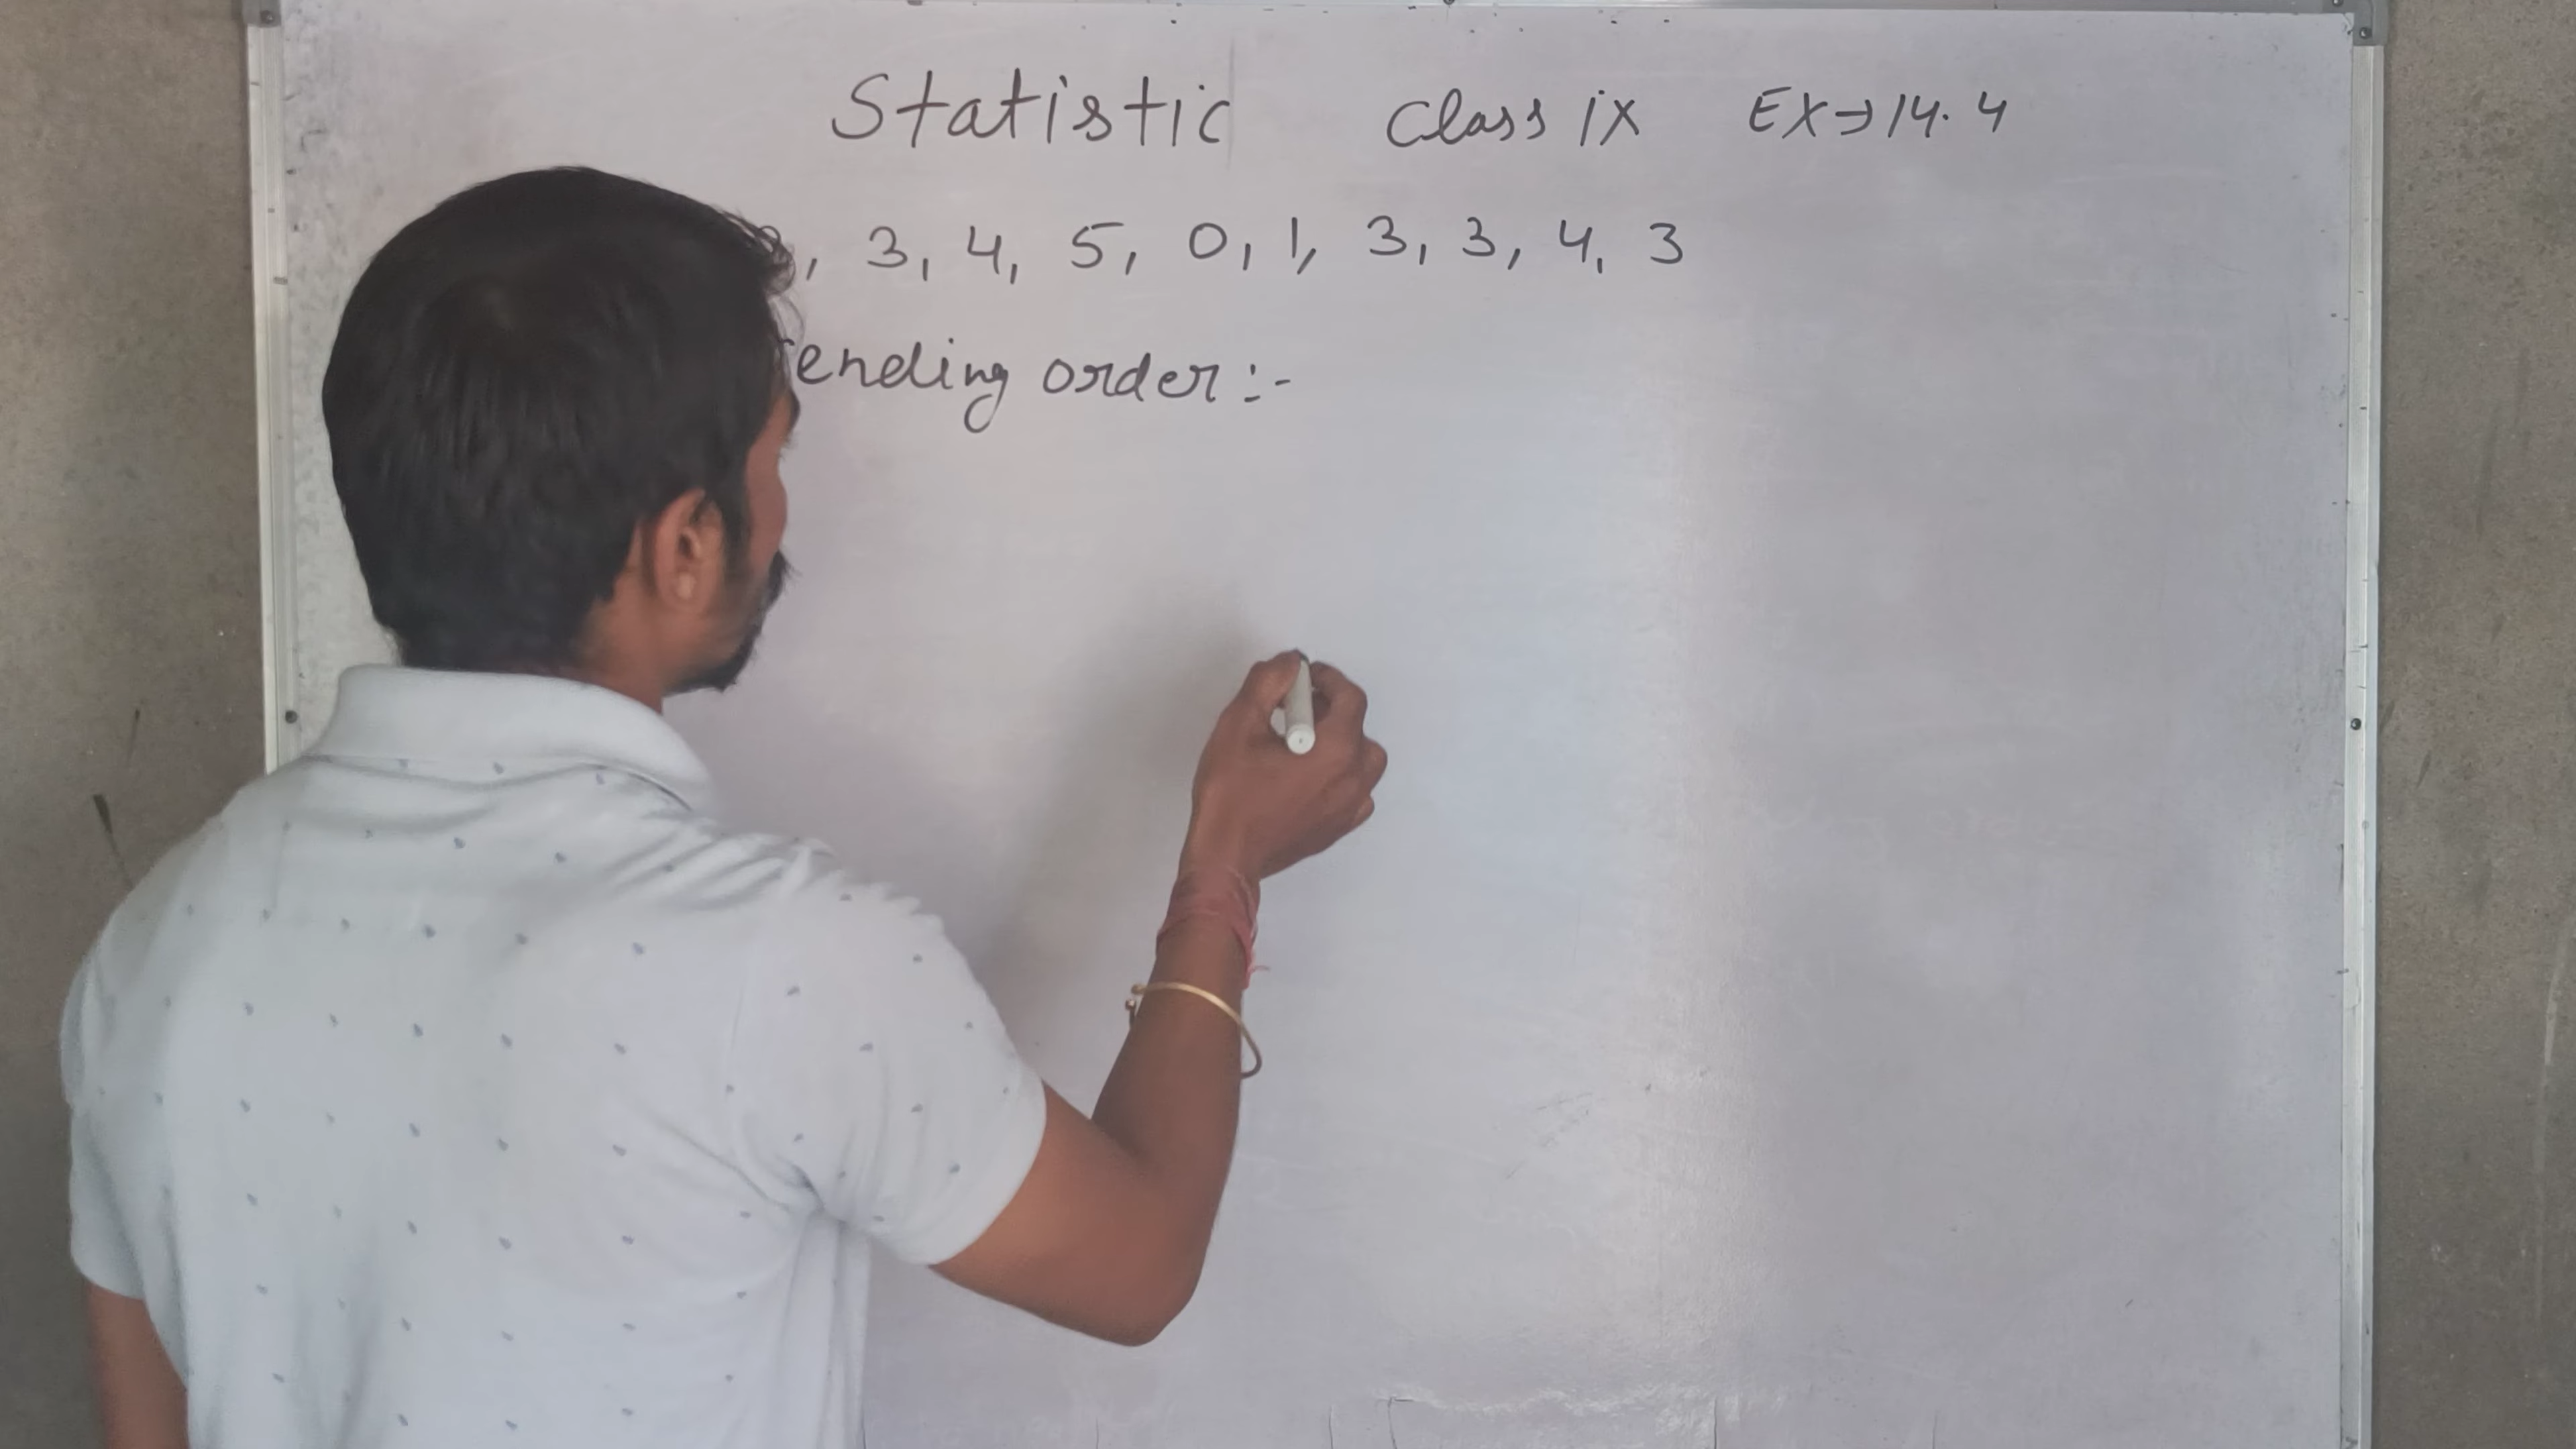 Statistic Class IX EX→14.4
, 3, 4, 5, 0, 1, 3, 3, 4, 3
ending order:-